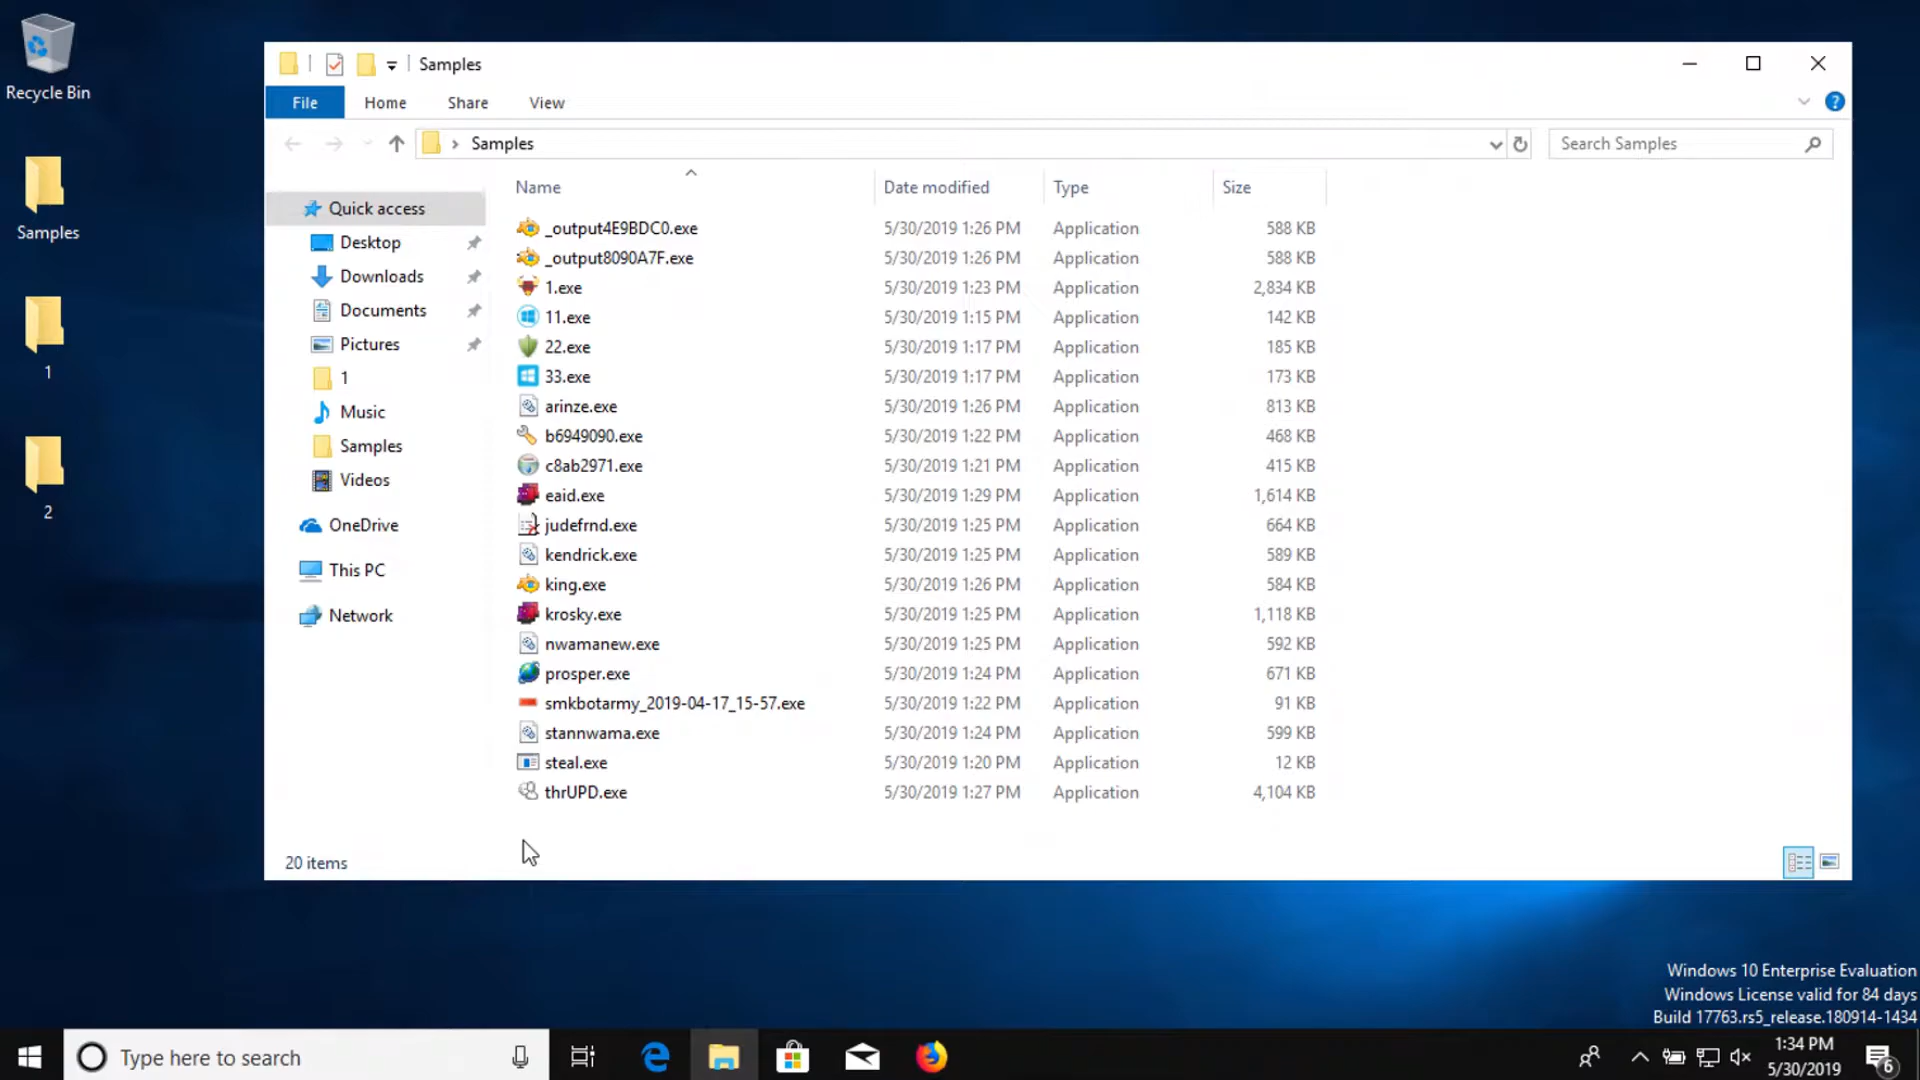 Recycle Bin
Samples
1
2
Samples
File Home Share View
Samples
Search Samples
Name Date modified Type Size
Quick access
Desktop
Downloads
Documents
Pictures
1
Music
Samples
Videos
OneDrive
This PC
Network
_output4E9BDC0.exe 5/30/2019 1:26 PM Application 588 KB
_output8090A7F.exe 5/30/2019 1:26 PM Application 588 KB
1.exe 5/30/2019 1:23 PM Application 2,834 KB
11.exe 5/30/2019 1:15 PM Application 142 KB
22.exe 5/30/2019 1:17 PM Application 185 KB
33.exe 5/30/2019 1:17 PM Application 173 KB
arinze.exe 5/30/2019 1:26 PM Application 813 KB
b6949090.exe 5/30/2019 1:22 PM Application 468 KB
c8ab2971.exe 5/30/2019 1:21 PM Application 415 KB
eaid.exe 5/30/2019 1:29 PM Application 1,614 KB
judefrnd.exe 5/30/2019 1:25 PM Application 664 KB
kendrick.exe 5/30/2019 1:25 PM Application 589 KB
king.exe 5/30/2019 1:26 PM Application 584 KB
krosky.exe 5/30/2019 1:25 PM Application 1,118 KB
nwamanew.exe 5/30/2019 1:25 PM Application 592 KB
prosper.exe 5/30/2019 1:24 PM Application 671 KB
smkbotarmy_2019-04-17_15-57.exe 5/30/2019 1:22 PM Application 91 KB
stannwama.exe 5/30/2019 1:24 PM Application 599 KB
steal.exe 5/30/2019 1:20 PM Application 12 KB
thrUPD.exe 5/30/2019 1:27 PM Application 4,104 KB
20 items
Windows 10 Enterprise Evaluation
Windows License valid for 84 days
Build 17763.rs5_release.180914-1434
Type here to search
1:34 PM
5/30/2019
6